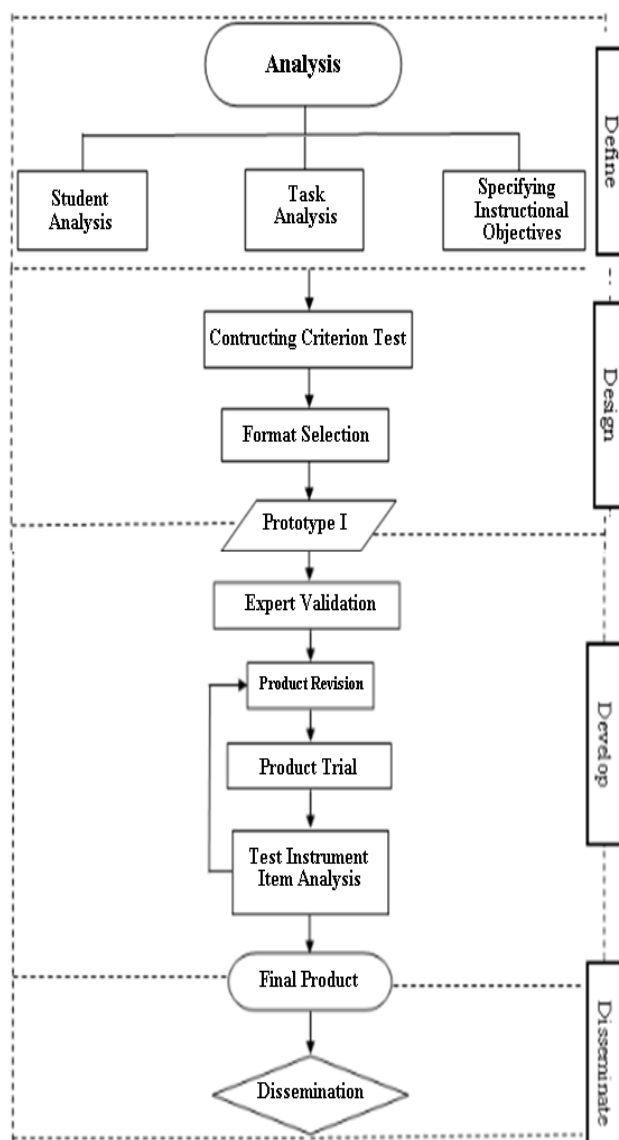 Analysis
Define
Student
Analysis
Task
Analysis
Specifying
Instructional
Objectives
Contructing Criterion Test
Design
Format Selection
Prototype I
Expert Validation
Product Revision
Develop
Product Trial
Test Instrument
Item Analysis
Final Product
Disseminate
Dissemination